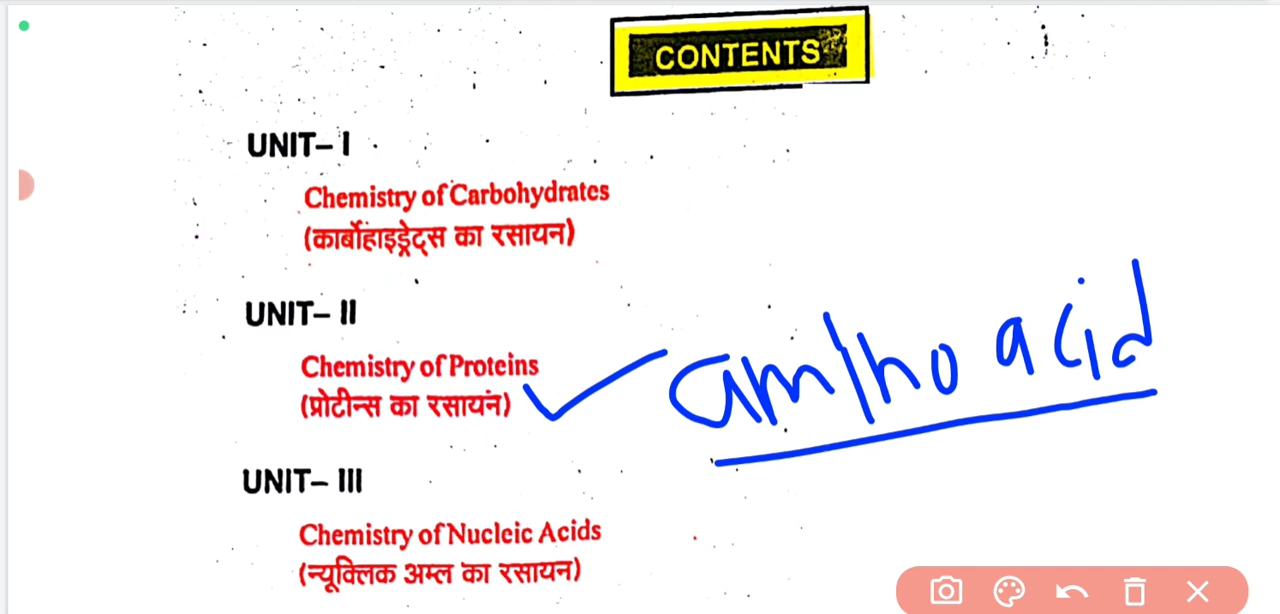 CONTENTS
UNIT– I
Chemistry of Carbohydrates
(कार्बोहाइड्रेट्स का रसायन)
UNIT– II
Chemistry of Proteins
(प्रोटीन्स का रसायन)
amino acid
UNIT– III
Chemistry of Nucleic Acids
(न्यूक्लिक अम्ल का रसायन)